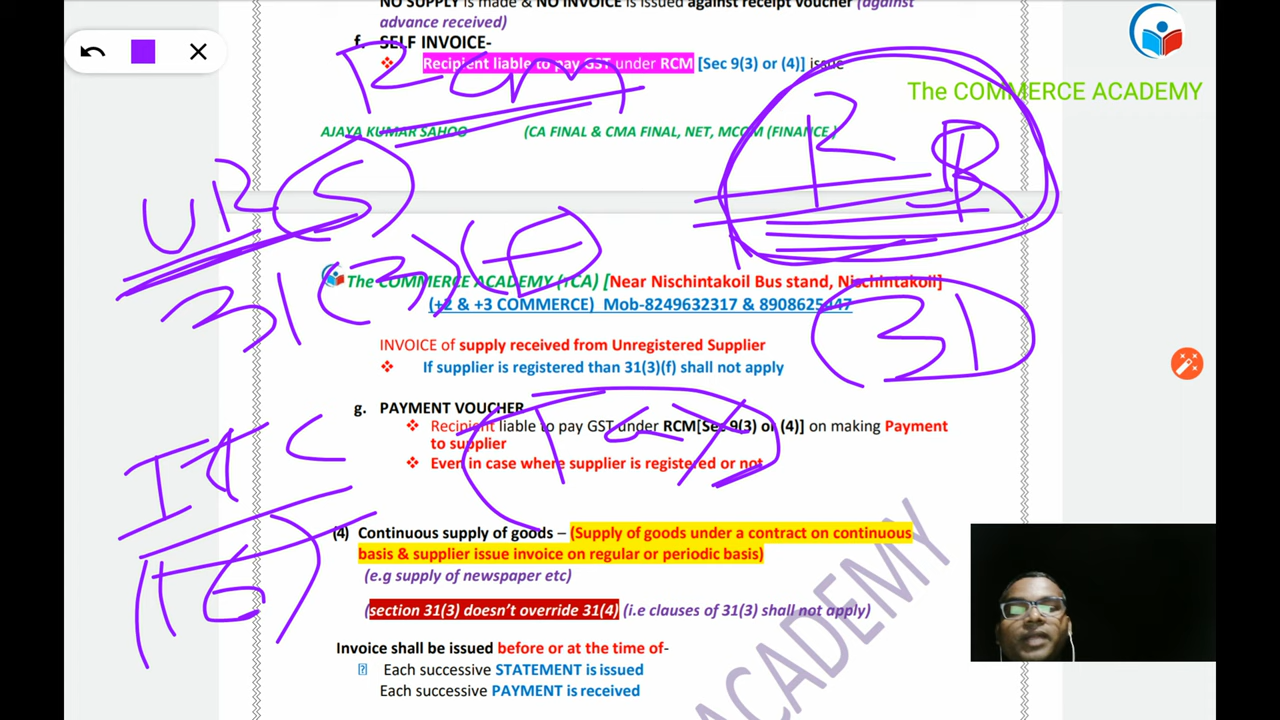 NO SUPPLY is made & NO INVOICE is issued against receipt voucher (against
advance received)
f. SELF INVOICE-
Recipient liable to pay GST under RCM [Sec 9(3) or (4)] issue
The COMMERCE ACADEMY
Rcm
AJAYA KUMAR SAHOO (CA FINAL & CMA FINAL, NET, MCOM (FINANCE )
R B
URS
31(3)(f)
The COMMERCE ACADEMY (TCA) [Near Nischintakoil Bus stand, Nischintakoil]
(+2 & +3 COMMERCE) Mob-8249632317 & 8908625447
31
INVOICE of supply received from Unregistered Supplier
If supplier is registered than 31(3)(f) shall not apply
g. PAYMENT VOUCHER
Recipient liable to pay GST under RCM[Sec 9(3) or (4)] on making Payment
to supplier
Even in case where supplier is registered or not
Tax
ITC
(16)
(4) Continuous supply of goods – (Supply of goods under a contract on continuous
basis & supplier issue invoice on regular or periodic basis)
(e.g supply of newspaper etc)
(section 31(3) doesn't override 31(4) (i.e clauses of 31(3) shall not apply)
Invoice shall be issued before or at the time of-
Each successive STATEMENT is issued
Each successive PAYMENT is received
ACADEMY